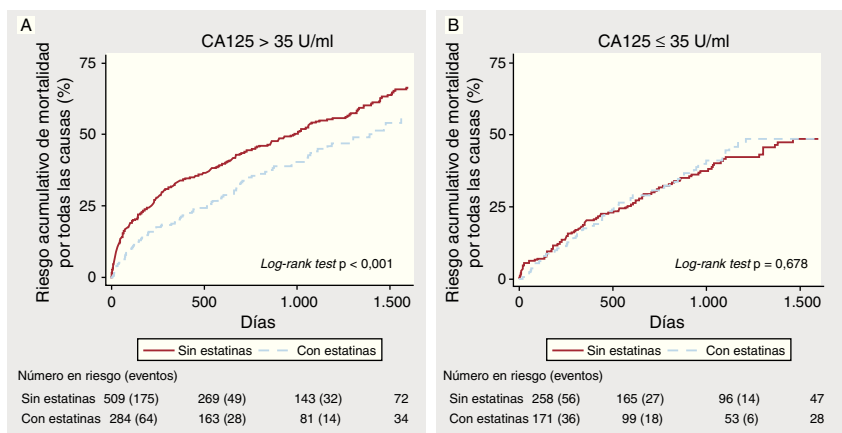 A
CA125 > 35 U/ml
Riesgo acumulativo de mortalidad
por todas las causas (%)
75
50
25
0
Log-rank test p < 0,001
0 500 1.000 1.500
Días
Sin estatinas Con estatinas
Número en riesgo (eventos)
Sin estatinas 509 (175) 269 (49) 143 (32) 72
Con estatinas 284 (64) 163 (28) 81 (14) 34
B
CA125 ≤ 35 U/ml
Riesgo acumulativo de mortalidad
por todas las causas (%)
75
50
25
0
Log-rank test p = 0,678
0 500 1.000 1.500
Días
Sin estatinas Con estatinas
Número en riesgo (eventos)
Sin estatinas 258 (56) 165 (27) 96 (14) 47
Con estatinas 171 (36) 99 (18) 53 (6) 28